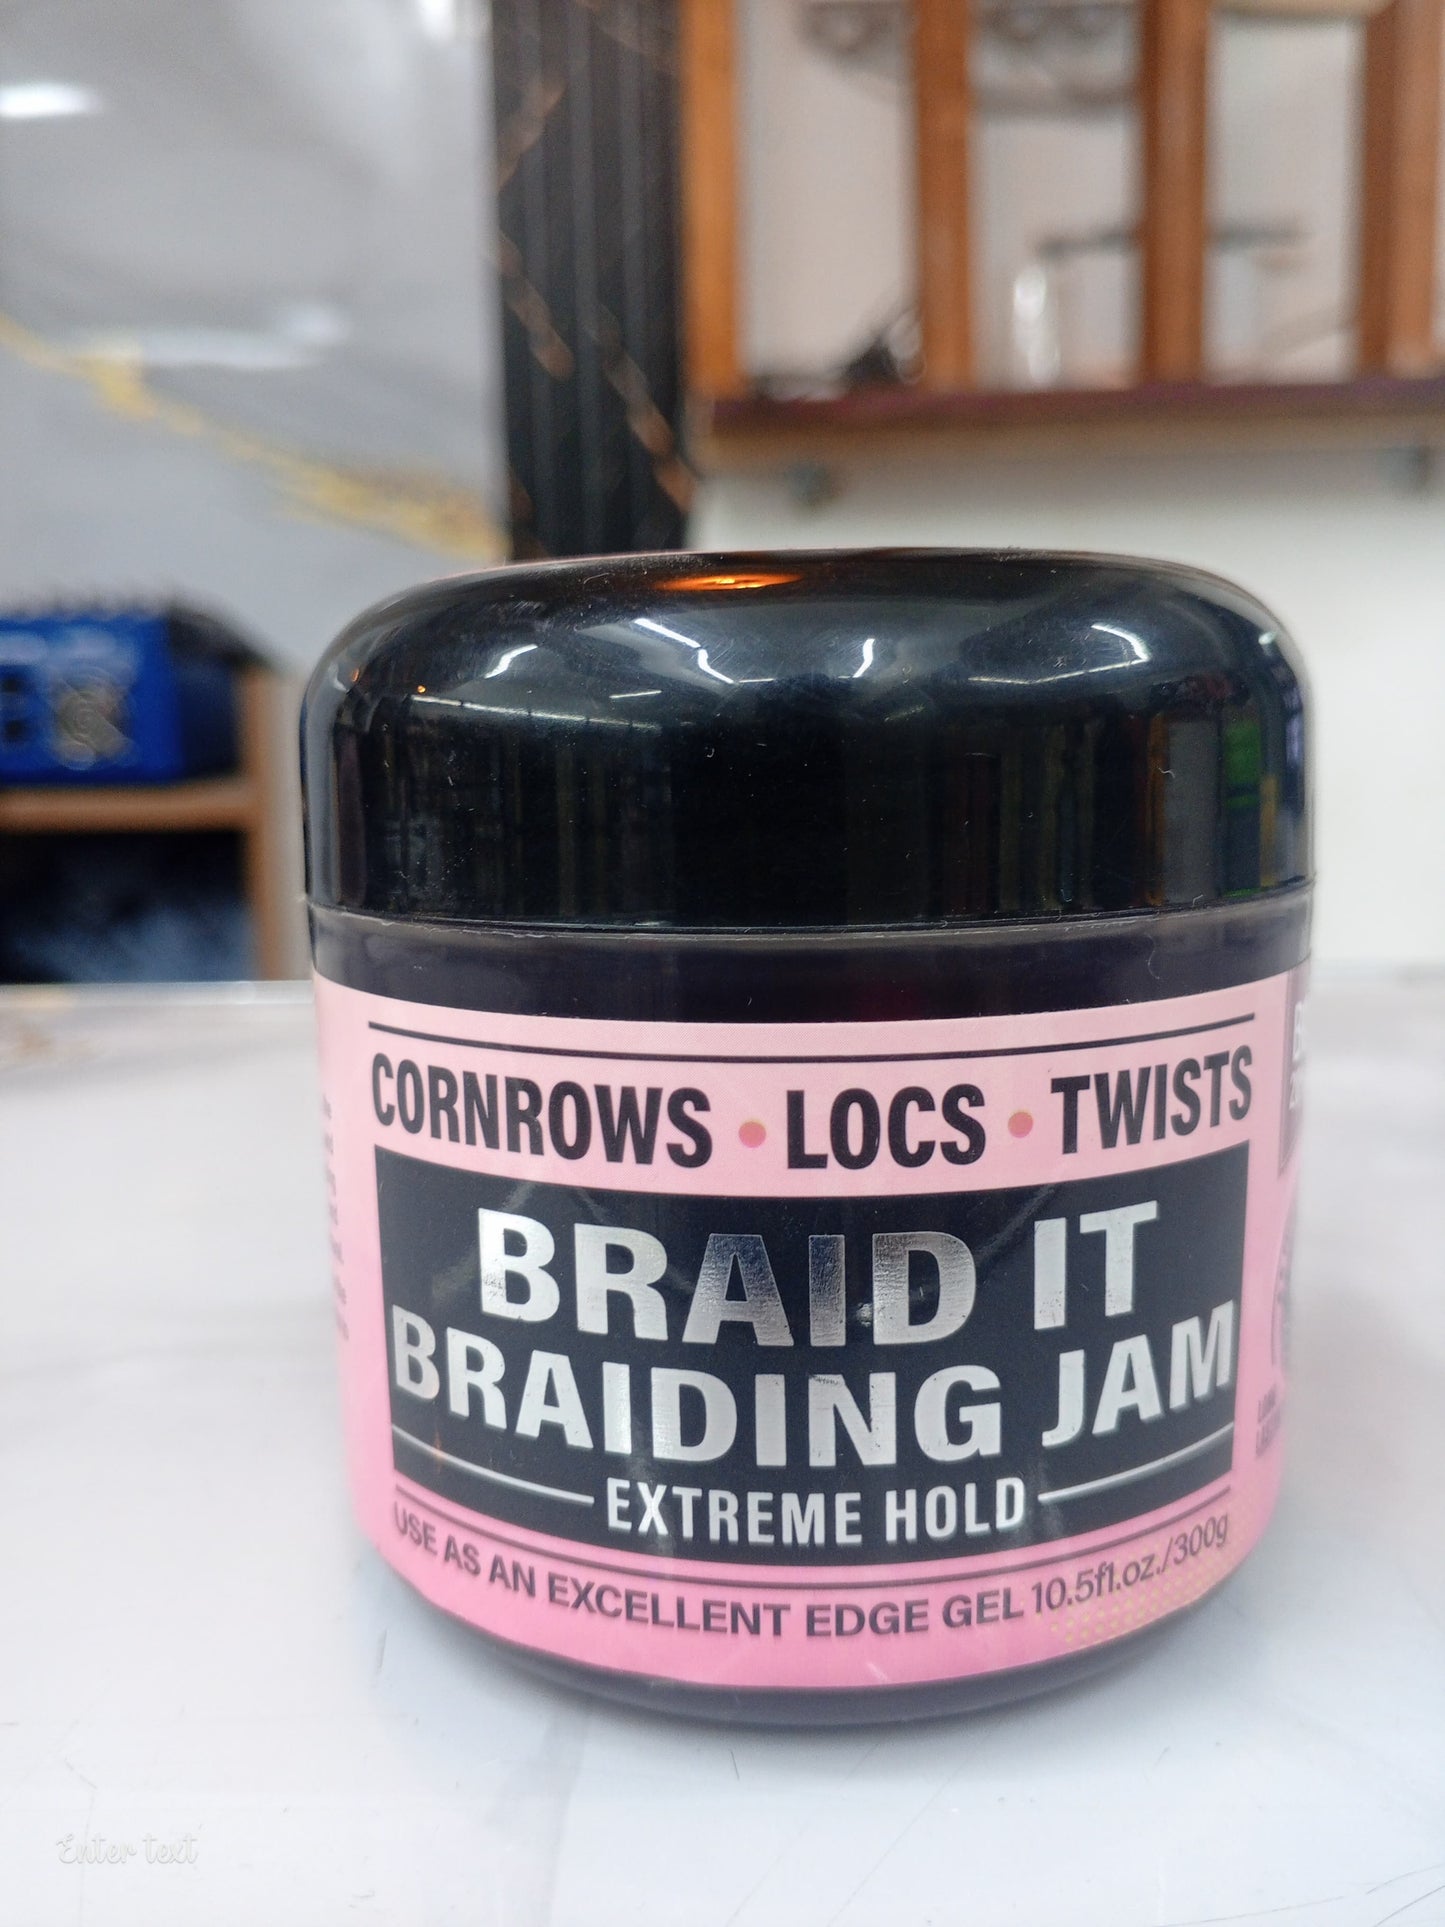 CORNROWS • LOCS • TWISTS
BRAID IT
BRAIDING JAM
EXTREME HOLD
USE AS AN EXCELLENT EDGE GEL 10.5fl.oz./300g
Enter text